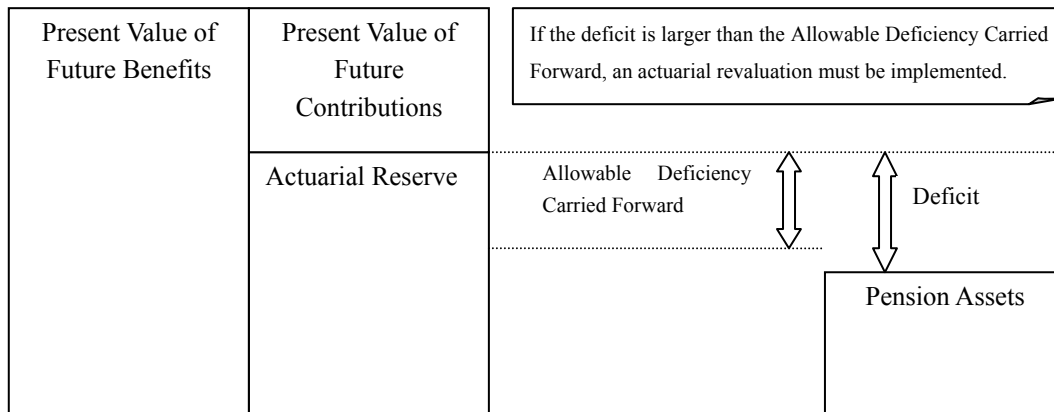 Present Value of
Future Benefits
Present Value of
Future
Contributions
If the deficit is larger than the Allowable Deficiency Carried
Forward, an actuarial revaluation must be implemented.
Actuarial Reserve
Allowable Deficiency
Carried Forward
Deficit
Pension Assets